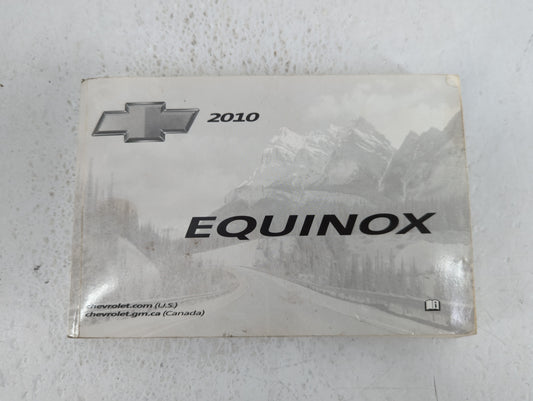 2010
EQUINOX
chevrolet.com (U.S.)
chevrolet.gm.ca (Canada)